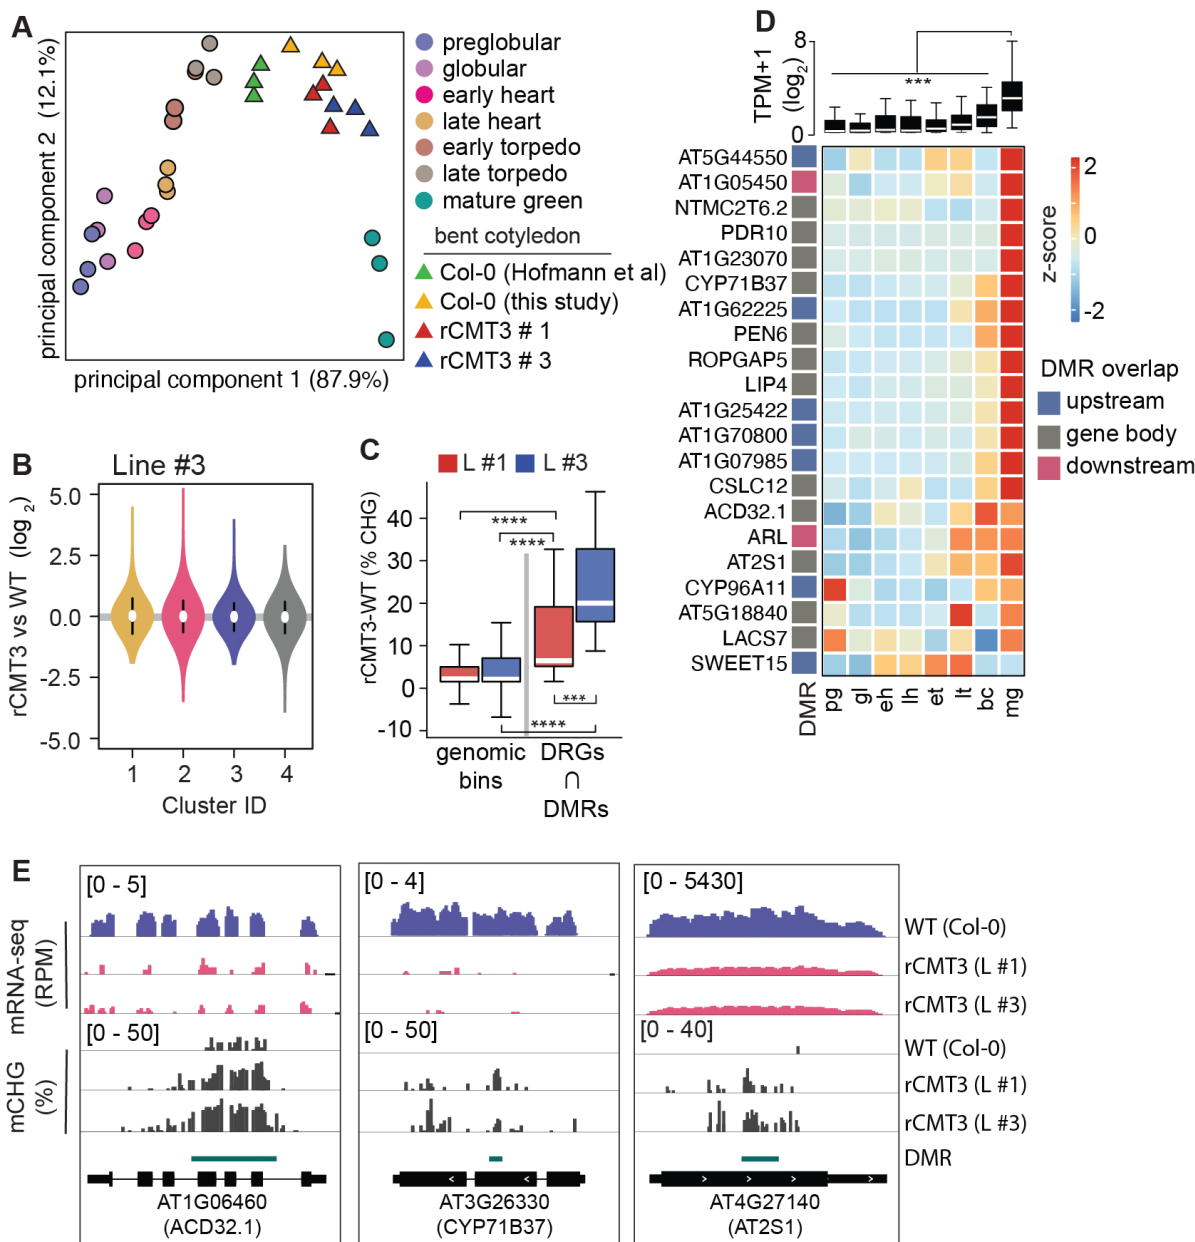 A
principal component 2 (12.1%)
principal component 1 (87.9%)
preglobular
globular
early heart
late heart
early torpedo
late torpedo
mature green
bent cotyledon
Col-0 (Hofmann et al)
Col-0 (this study)
rCMT3 # 1
rCMT3 # 3
B
Line #3
rCMT3 vs WT (log 2)
5.0
2.5
0.0
-2.5
-5.0
1 2 3 4
Cluster ID
C
L #1 L #3
rCMT3-WT (% CHG)
40
30
20
10
0
-10
****
****
***
****
genomic bins
DRGs ∩ DMRs
D
TPM+1 (log2)
8
0
***
AT5G44550
AT1G05450
NTMC2T6.2
PDR10
AT1G23070
CYP71B37
AT1G62225
PEN6
ROPGAP5
LIP4
AT1G25422
AT1G70800
AT1G07985
CSLC12
ACD32.1
ARL
AT2S1
CYP96A11
AT5G18840
LACS7
SWEET15
DMR pg gl eh lh et lt bc mg
2
0
-2
z-score
DMR overlap
upstream
gene body
downstream
E
mRNA-seq (RPM)
mCHG (%)
[0 - 5] [0 - 4] [0 - 5430]
WT (Col-0)
rCMT3 (L #1)
rCMT3 (L #3)
[0 - 50] [0 - 50] [0 - 40]
WT (Col-0)
rCMT3 (L #1)
rCMT3 (L #3)
DMR
AT1G06460 (ACD32.1)
AT3G26330 (CYP71B37)
AT4G27140 (AT2S1)